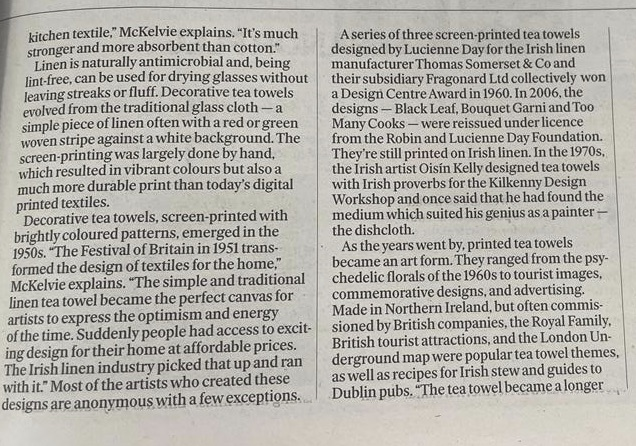 kitchen textile,” McKelvie explains. “It’s much
stronger and more absorbent than cotton.”
Linen is naturally antimicrobial and, being
lint-free, can be used for drying glasses without
leaving streaks or fluff. Decorative tea towels
evolved from the traditional glass cloth — a
simple piece of linen often with a red or green
woven stripe against a white background. The
screen-printing was largely done by hand,
which resulted in vibrant colours but also a
much more durable print than today’s digital
printed textiles.
Decorative tea towels, screen-printed with
brightly coloured patterns, emerged in the
1950s. “The Festival of Britain in 1951 trans-
formed the design of textiles for the home,”
McKelvie explains. “The simple and traditional
linen tea towel became the perfect canvas for
artists to express the optimism and energy
of the time. Suddenly people had access to excit-
ing design for their home at affordable prices.
The Irish linen industry picked that up and ran
with it.” Most of the artists who created these
designs are anonymous with a few exceptions.
A series of three screen-printed tea towels
designed by Lucienne Day for the Irish linen
manufacturer Thomas Somerset & Co and
their subsidiary Fragonard Ltd collectively won
a Design Centre Award in 1960. In 2006, the
designs — Black Leaf, Bouquet Garni and Too
Many Cooks — were reissued under licence
from the Robin and Lucienne Day Foundation.
They’re still printed on Irish linen. In the 1970s,
the Irish artist Oisín Kelly designed tea towels
with Irish proverbs for the Kilkenny Design
Workshop and once said that he had found the
medium which suited his genius as a painter —
the dishcloth.
As the years went by, printed tea towels
became an art form. They ranged from the psy-
chedelic florals of the 1960s to tourist images,
commemorative designs, and advertising.
Made in Northern Ireland, but often commis-
sioned by British companies, the Royal Family,
British tourist attractions, and the London Un-
derground map were popular tea towel themes,
as well as recipes for Irish stew and guides to
Dublin pubs. “The tea towel became a longer